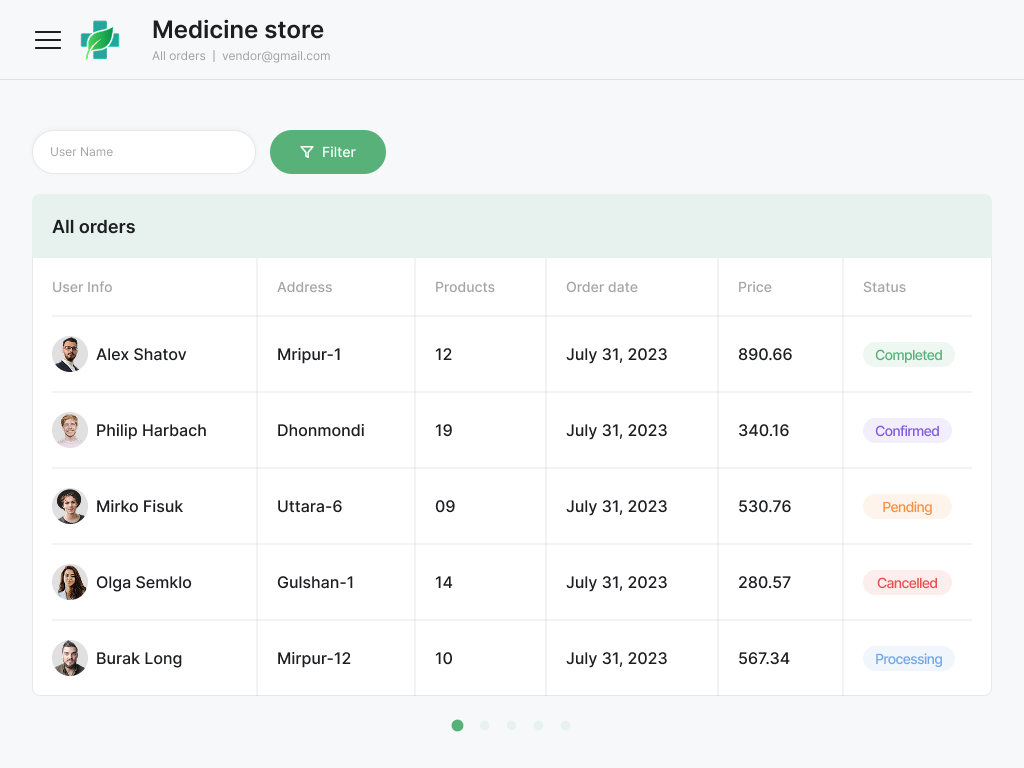 Medicine store
All orders | vendor@gmail.com
User Name
Filter
All orders
User Info Address Products Order date Price Status
Alex Shatov Mripur-1 12 July 31, 2023 890.66 Completed
Philip Harbach Dhonmondi 19 July 31, 2023 340.16 Confirmed
Mirko Fisuk Uttara-6 09 July 31, 2023 530.76 Pending
Olga Semklo Gulshan-1 14 July 31, 2023 280.57 Cancelled
Burak Long Mirpur-12 10 July 31, 2023 567.34 Processing